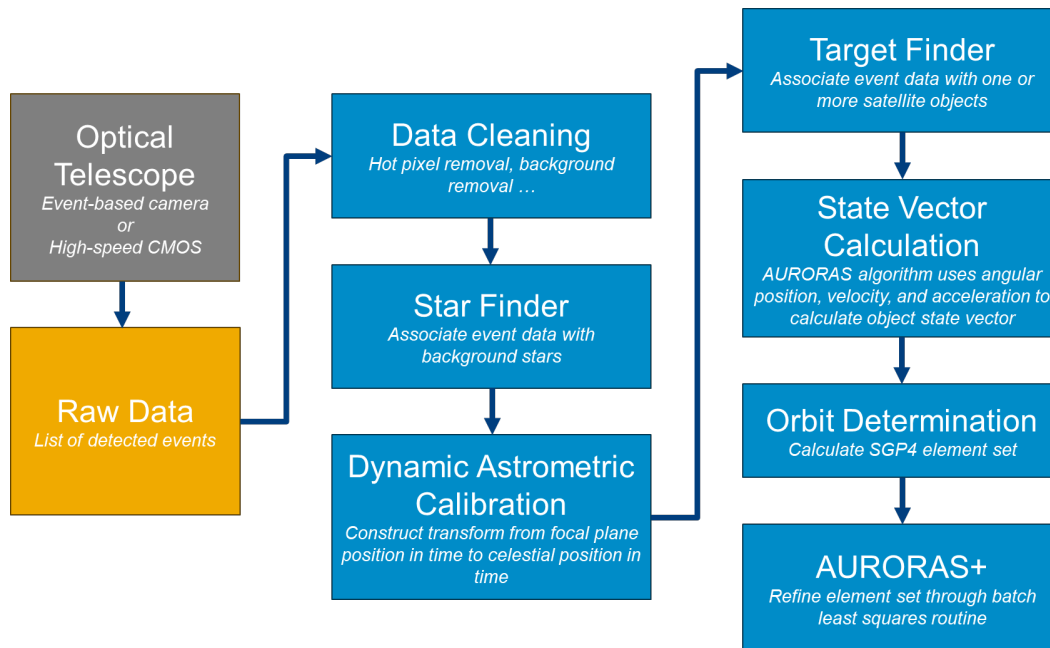 Optical
Telescope
Event-based camera
or
High-speed CMOS
Raw Data
List of detected events
Data Cleaning
Hot pixel removal, background
removal …
Star Finder
Associate event data with
background stars
Dynamic Astrometric
Calibration
Construct transform from focal plane
position in time to celestial position in
time
Target Finder
Associate event data with one or
more satellite objects
State Vector
Calculation
AURORAS algorithm uses angular
position, velocity, and acceleration to
calculate object state vector
Orbit Determination
Calculate SGP4 element set
AURORAS+
Refine element set through batch
least squares routine